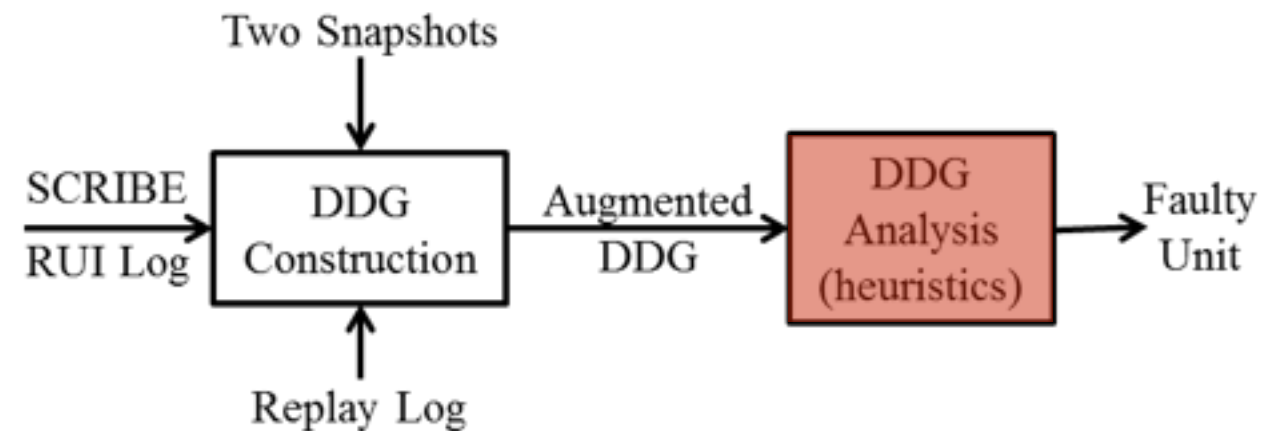 Two Snapshots
SCRIBE
RUI Log
DDG
Construction
Augmented
DDG
DDG
Analysis
(heuristics)
Faulty
Unit
Replay Log